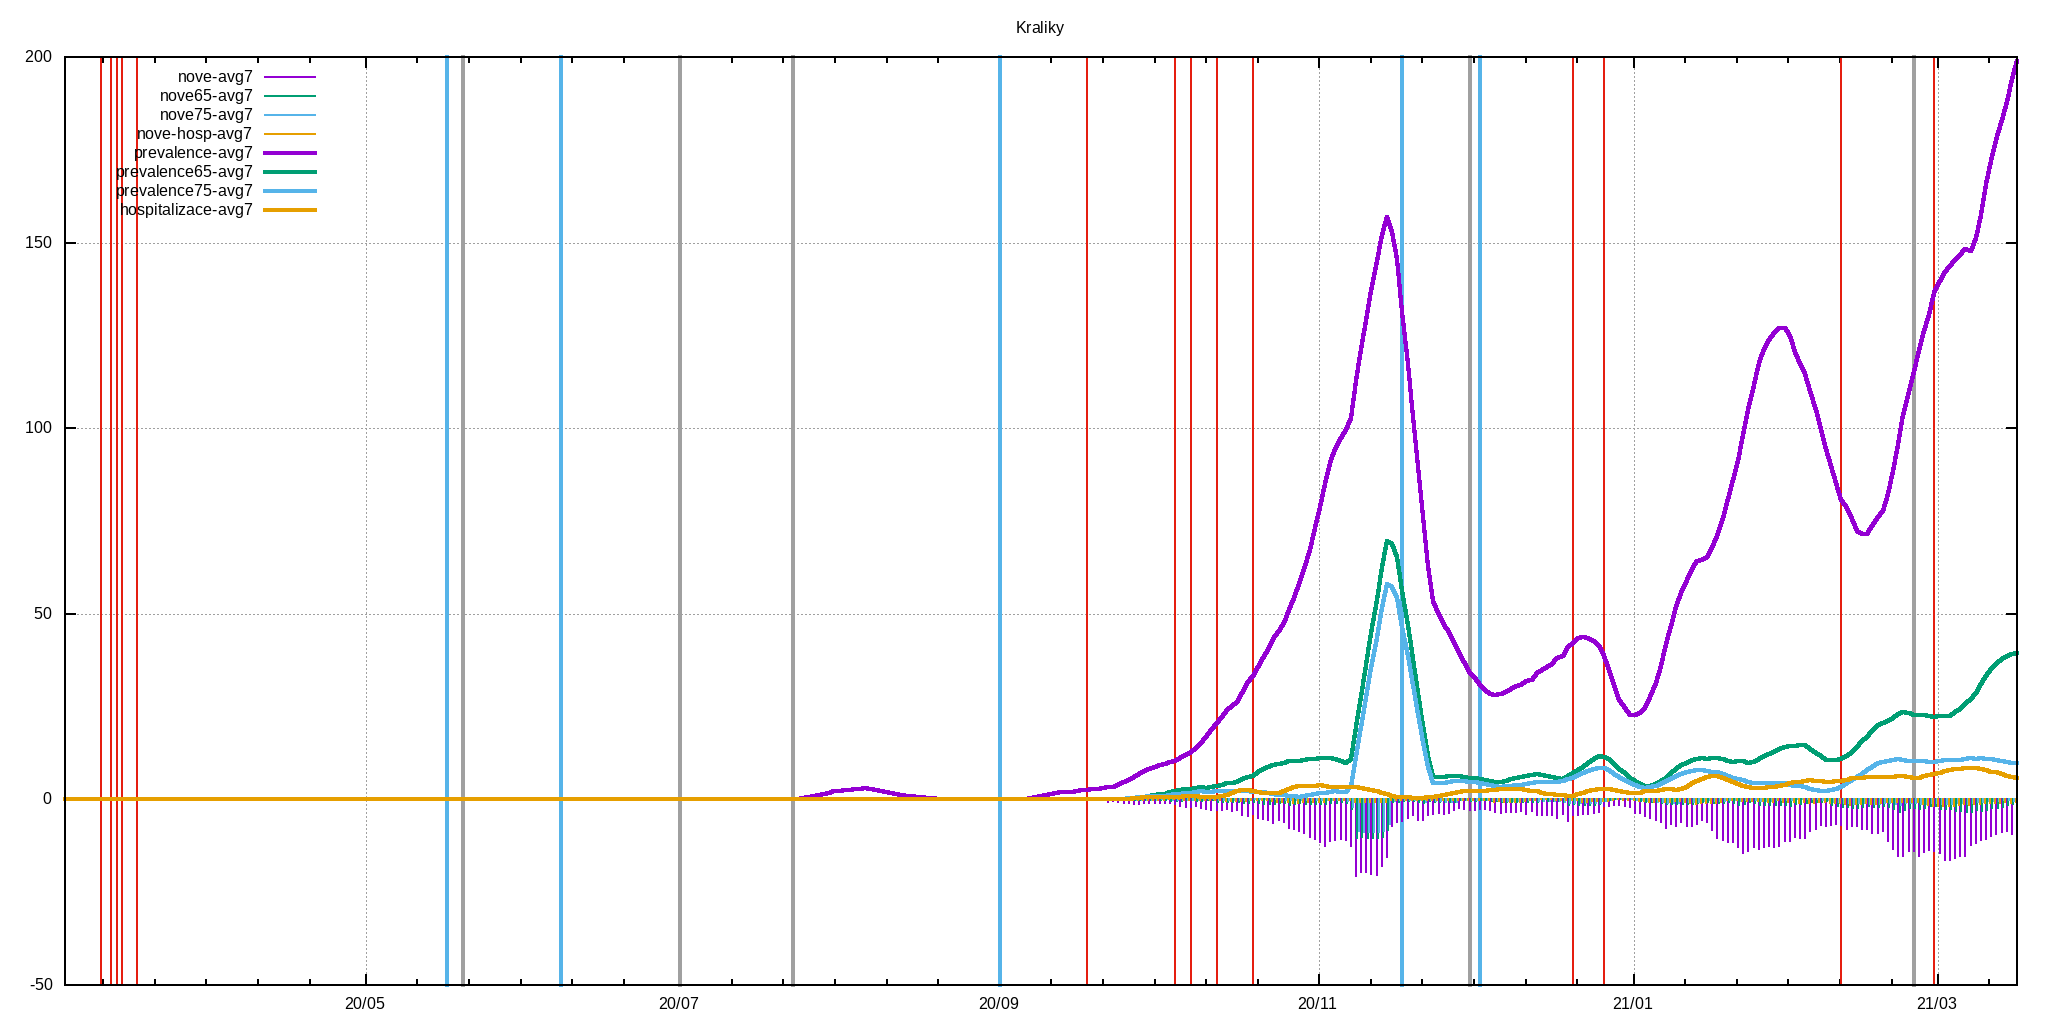 Kraliky
200
nove-avg7
nove65-avg7
nove75-avg7
nove-hosp-avg7
prevalence-avg7
prevalence65-avg7
prevalence75-avg7
hospitalizace-avg7
150
100
50
0
-50
20/05 20/07 20/09 20/11 21/01 21/03